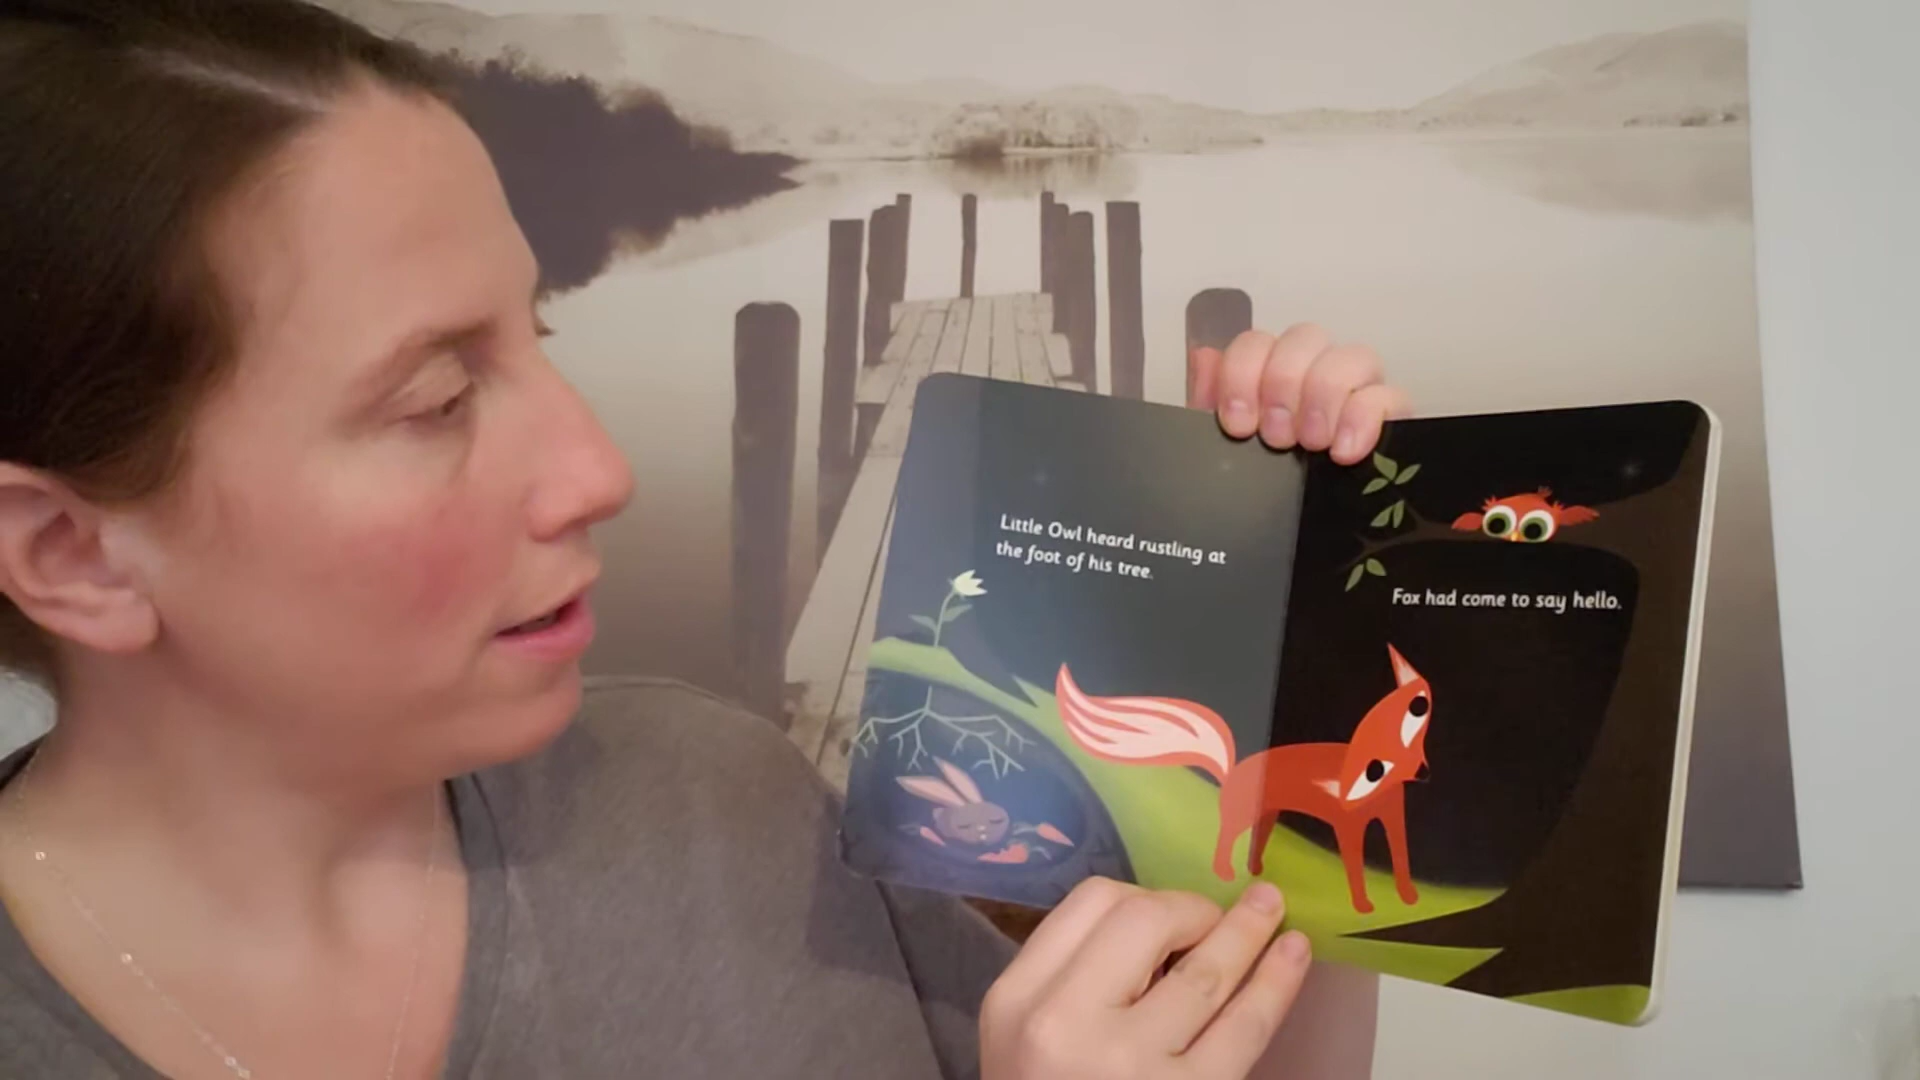 Little Owl heard rustling at
the foot of his tree.
Fox had come to say hello.